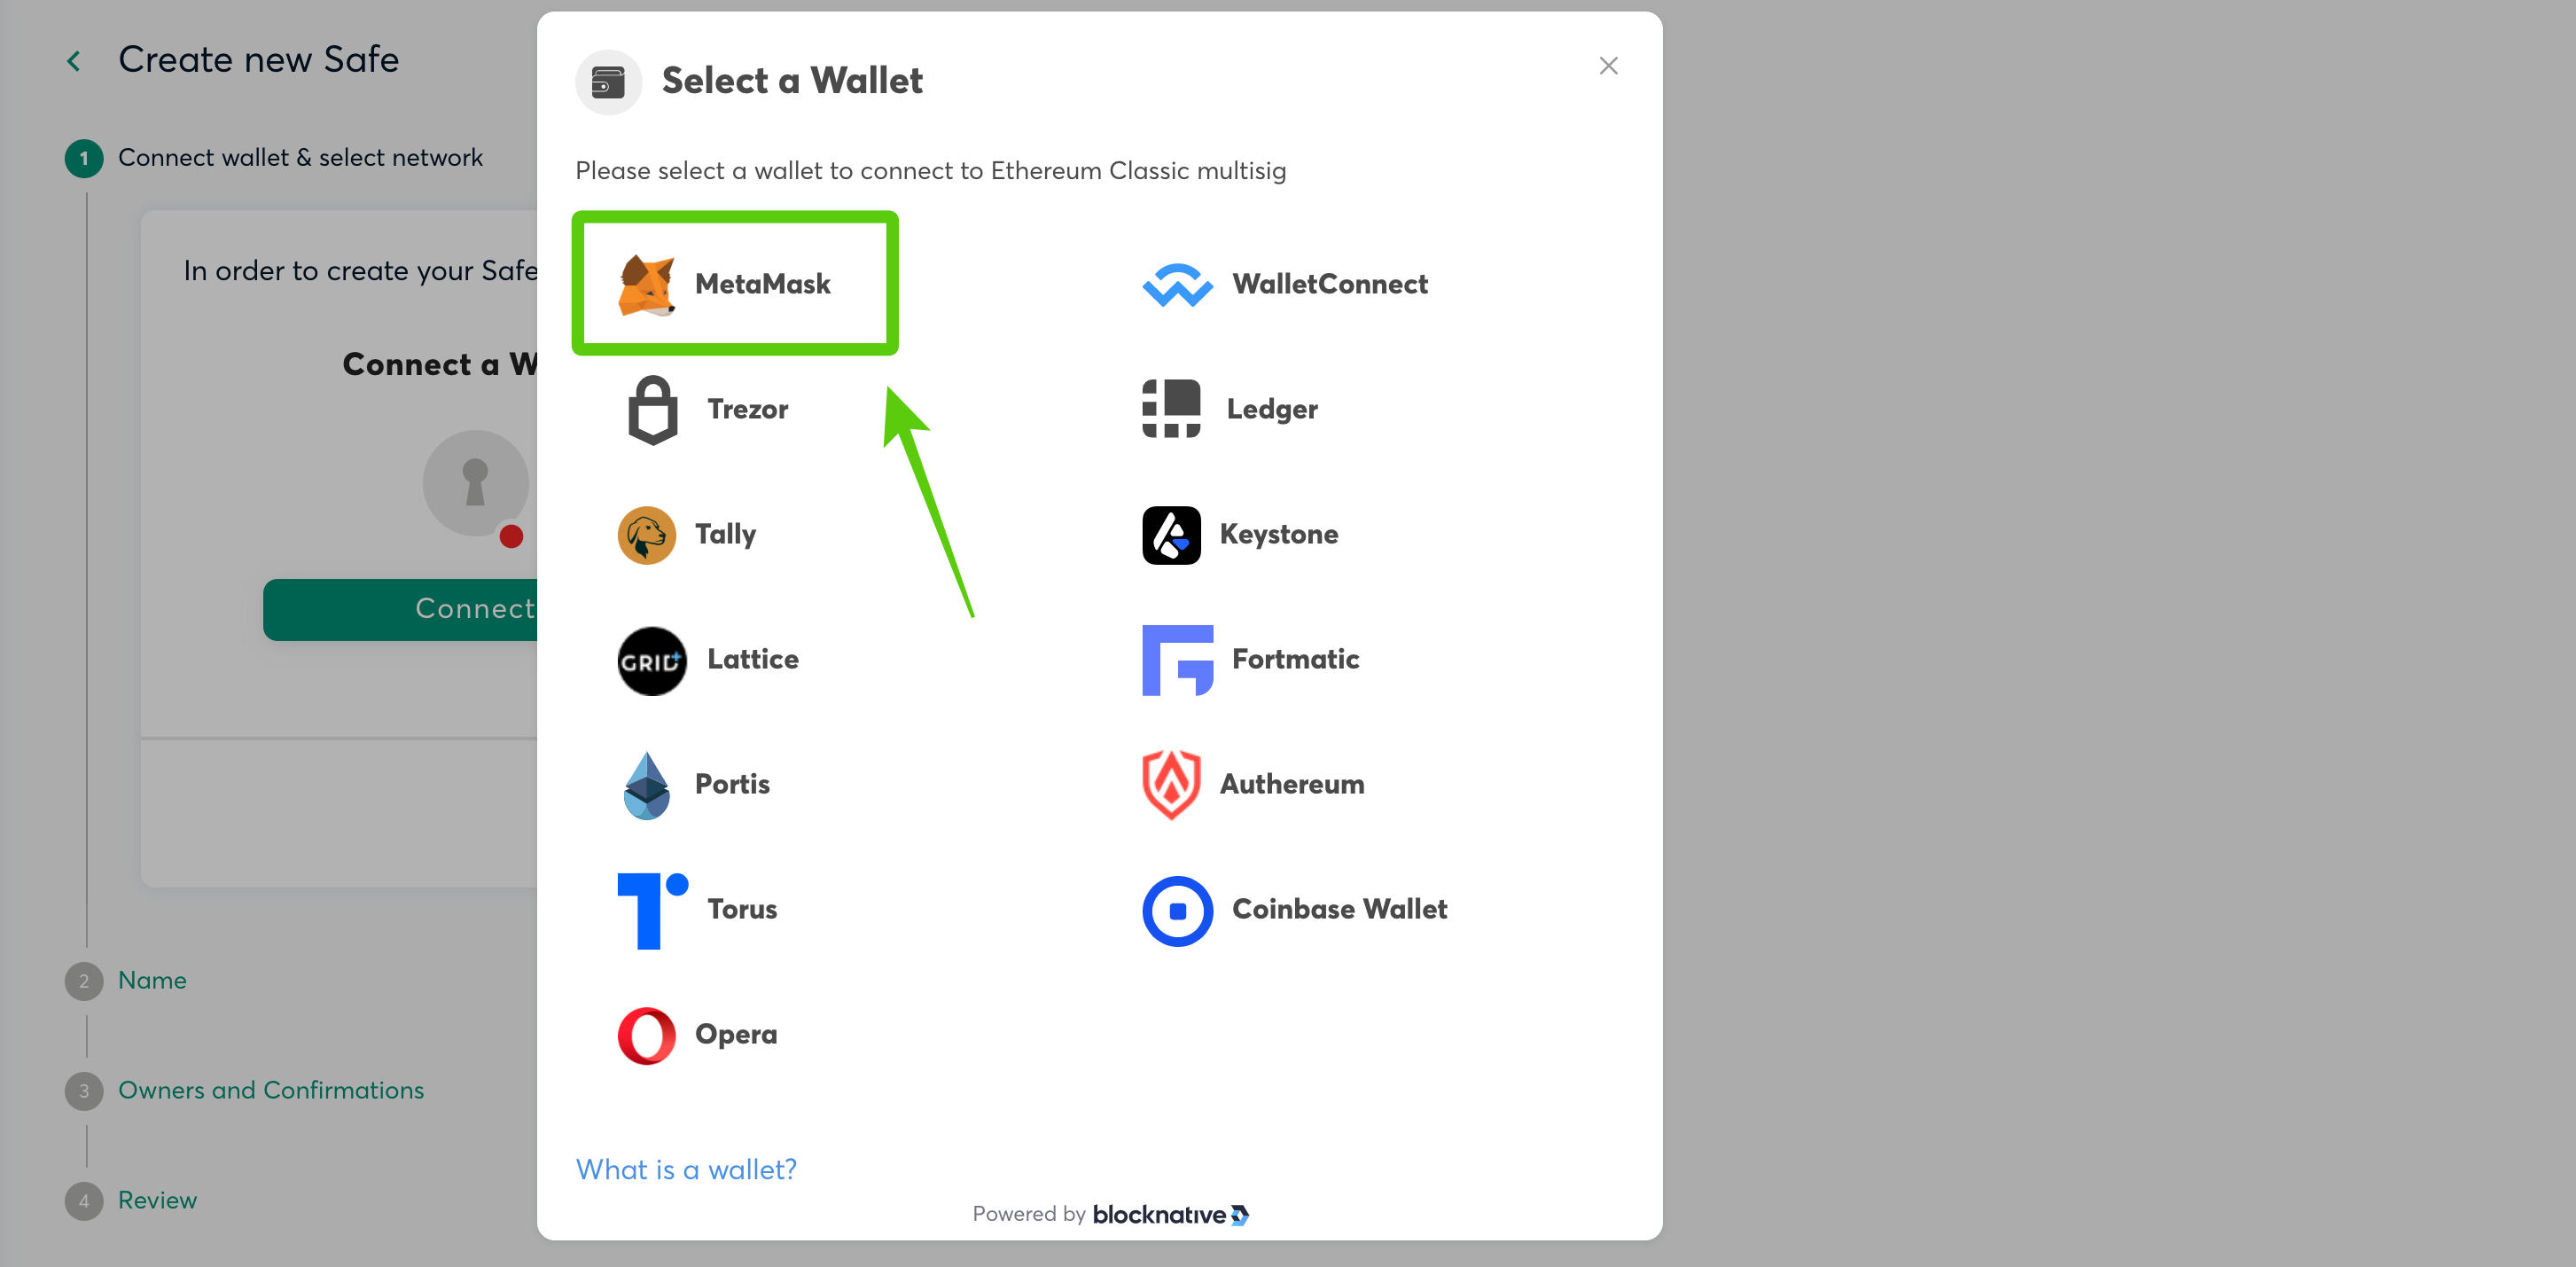 Create new Safe
1 Connect wallet & select network
In order to create your Safe
Connect a W
Connect
2 Name
3 Owners and Confirmations
4 Review
Select a Wallet
Please select a wallet to connect to Ethereum Classic multisig
MetaMask
WalletConnect
Trezor
Ledger
Tally
Keystone
GRID+ Lattice
Fortmatic
Portis
Authereum
Torus
Coinbase Wallet
Opera
What is a wallet?
Powered by blocknative